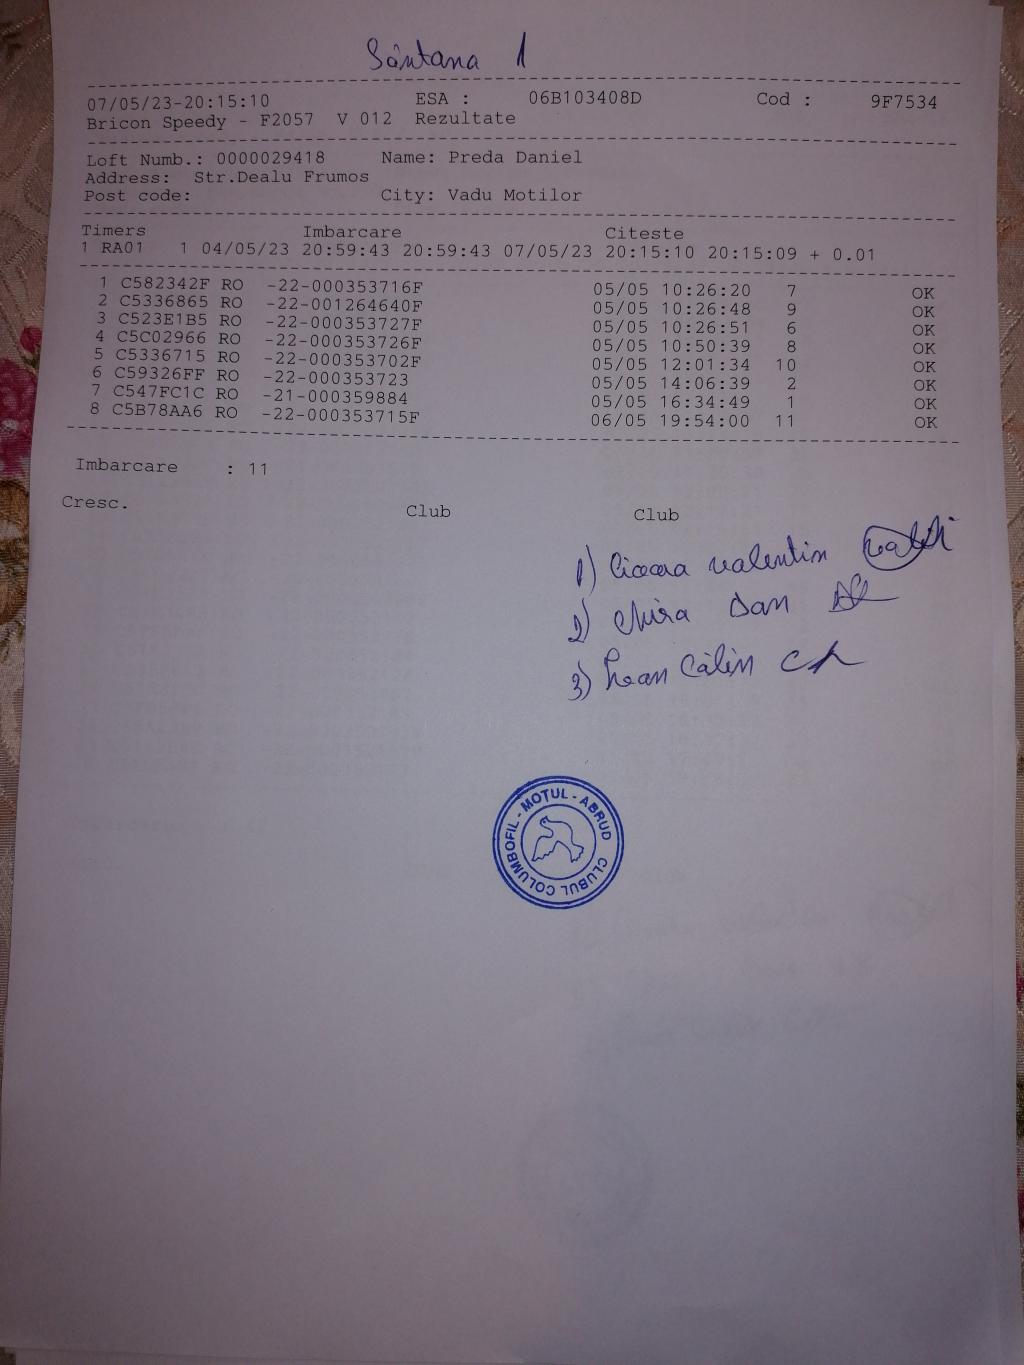 Sântana 1
07/05/23-20:15:10 ESA : 06B103408D Cod : 9F7534
Bricon Speedy - F2057 V 012 Rezultate
Loft Numb.: 0000029418 Name: Preda Daniel
Address: Str.Dealu Frumos
Post code: City: Vadu Motilor
Timers Imbarcare Citeste
1 RA01 1 04/05/23 20:59:43 20:59:43 07/05/23 20:15:10 20:15:09 + 0.01
1 C582342F RO -22-000353716F 05/05 10:26:20 7 OK
2 C5336865 RO -22-001264640F 05/05 10:26:48 9 OK
3 C523E1B5 RO -22-000353727F 05/05 10:26:51 6 OK
4 C5C02966 RO -22-000353726F 05/05 10:50:39 8 OK
5 C5336715 RO -22-000353702F 05/05 12:01:34 10 OK
6 C59326FF RO -22-000353723 05/05 14:06:39 2 OK
7 C547FC1C RO -21-000359884 05/05 16:34:49 1 OK
8 C5B78AA6 RO -22-000353715F 06/05 19:54:00 11 OK
Imbarcare : 11
Cresc. Club Club
1) valentin
2) Chira Dan
3) Călin
CLUBUL COLUMBOFIL - MOȚUL - ABRUD